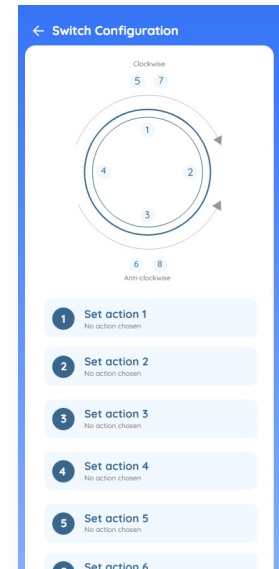 Switch Configuration
Clockwise
5 7
1
4 2
3
6 8
Anti-clockwise
1 Set action 1
No action chosen
2 Set action 2
No action chosen
3 Set action 3
No action chosen
4 Set action 4
No action chosen
5 Set action 5
No action chosen
Set action 6